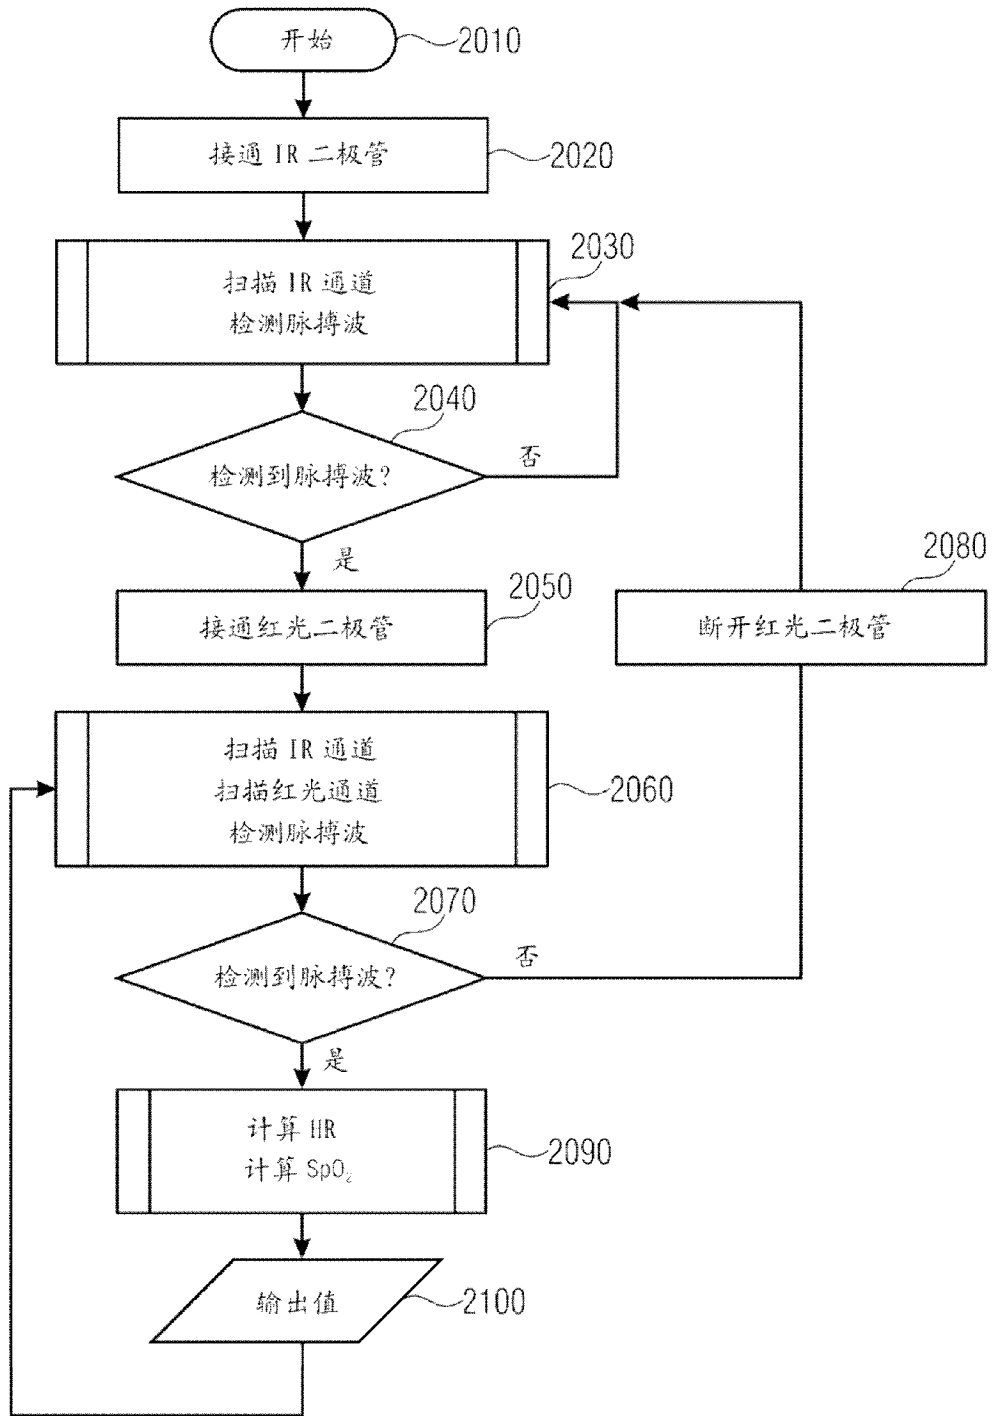 开始
2010
接通 IR 二极管
2020
2030
扫描 IR 通道
检测脉搏波
2040
检测到脉搏波?
否
是
2050
接通红光二极管
2080
断开红光二极管
扫描 IR 通道
扫描红光通道
检测脉搏波
2060
2070
检测到脉搏波?
否
是
计算 HR
计算 SpO₂
2090
输出值
2100